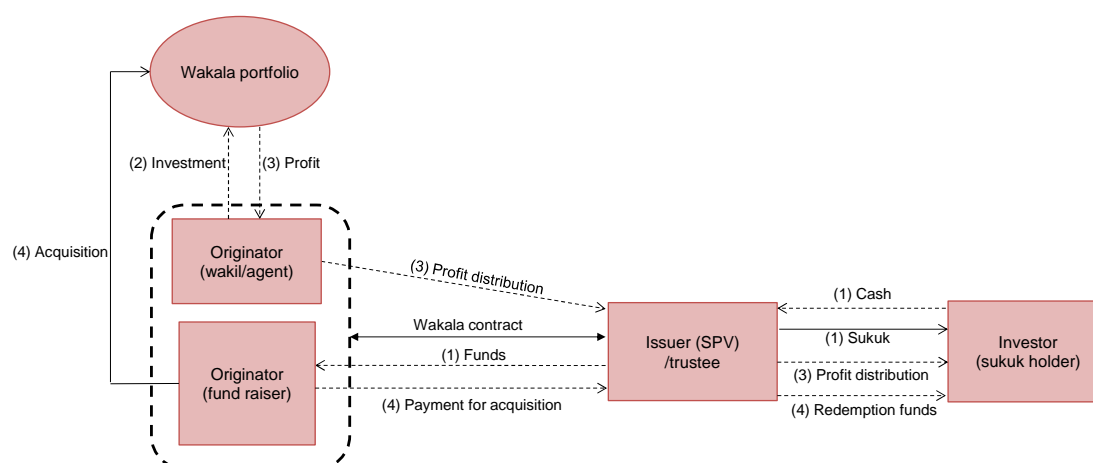 Wakala portfolio
(2) Investment
(3) Profit
(4) Acquisition
Originator
(wakil/agent)
(3) Profit distribution
Wakala contract
(1) Funds
Originator
(fund raiser)
(4) Payment for acquisition
Issuer (SPV)
/trustee
(1) Cash
(1) Sukuk
(3) Profit distribution
(4) Redemption funds
Investor
(sukuk holder)